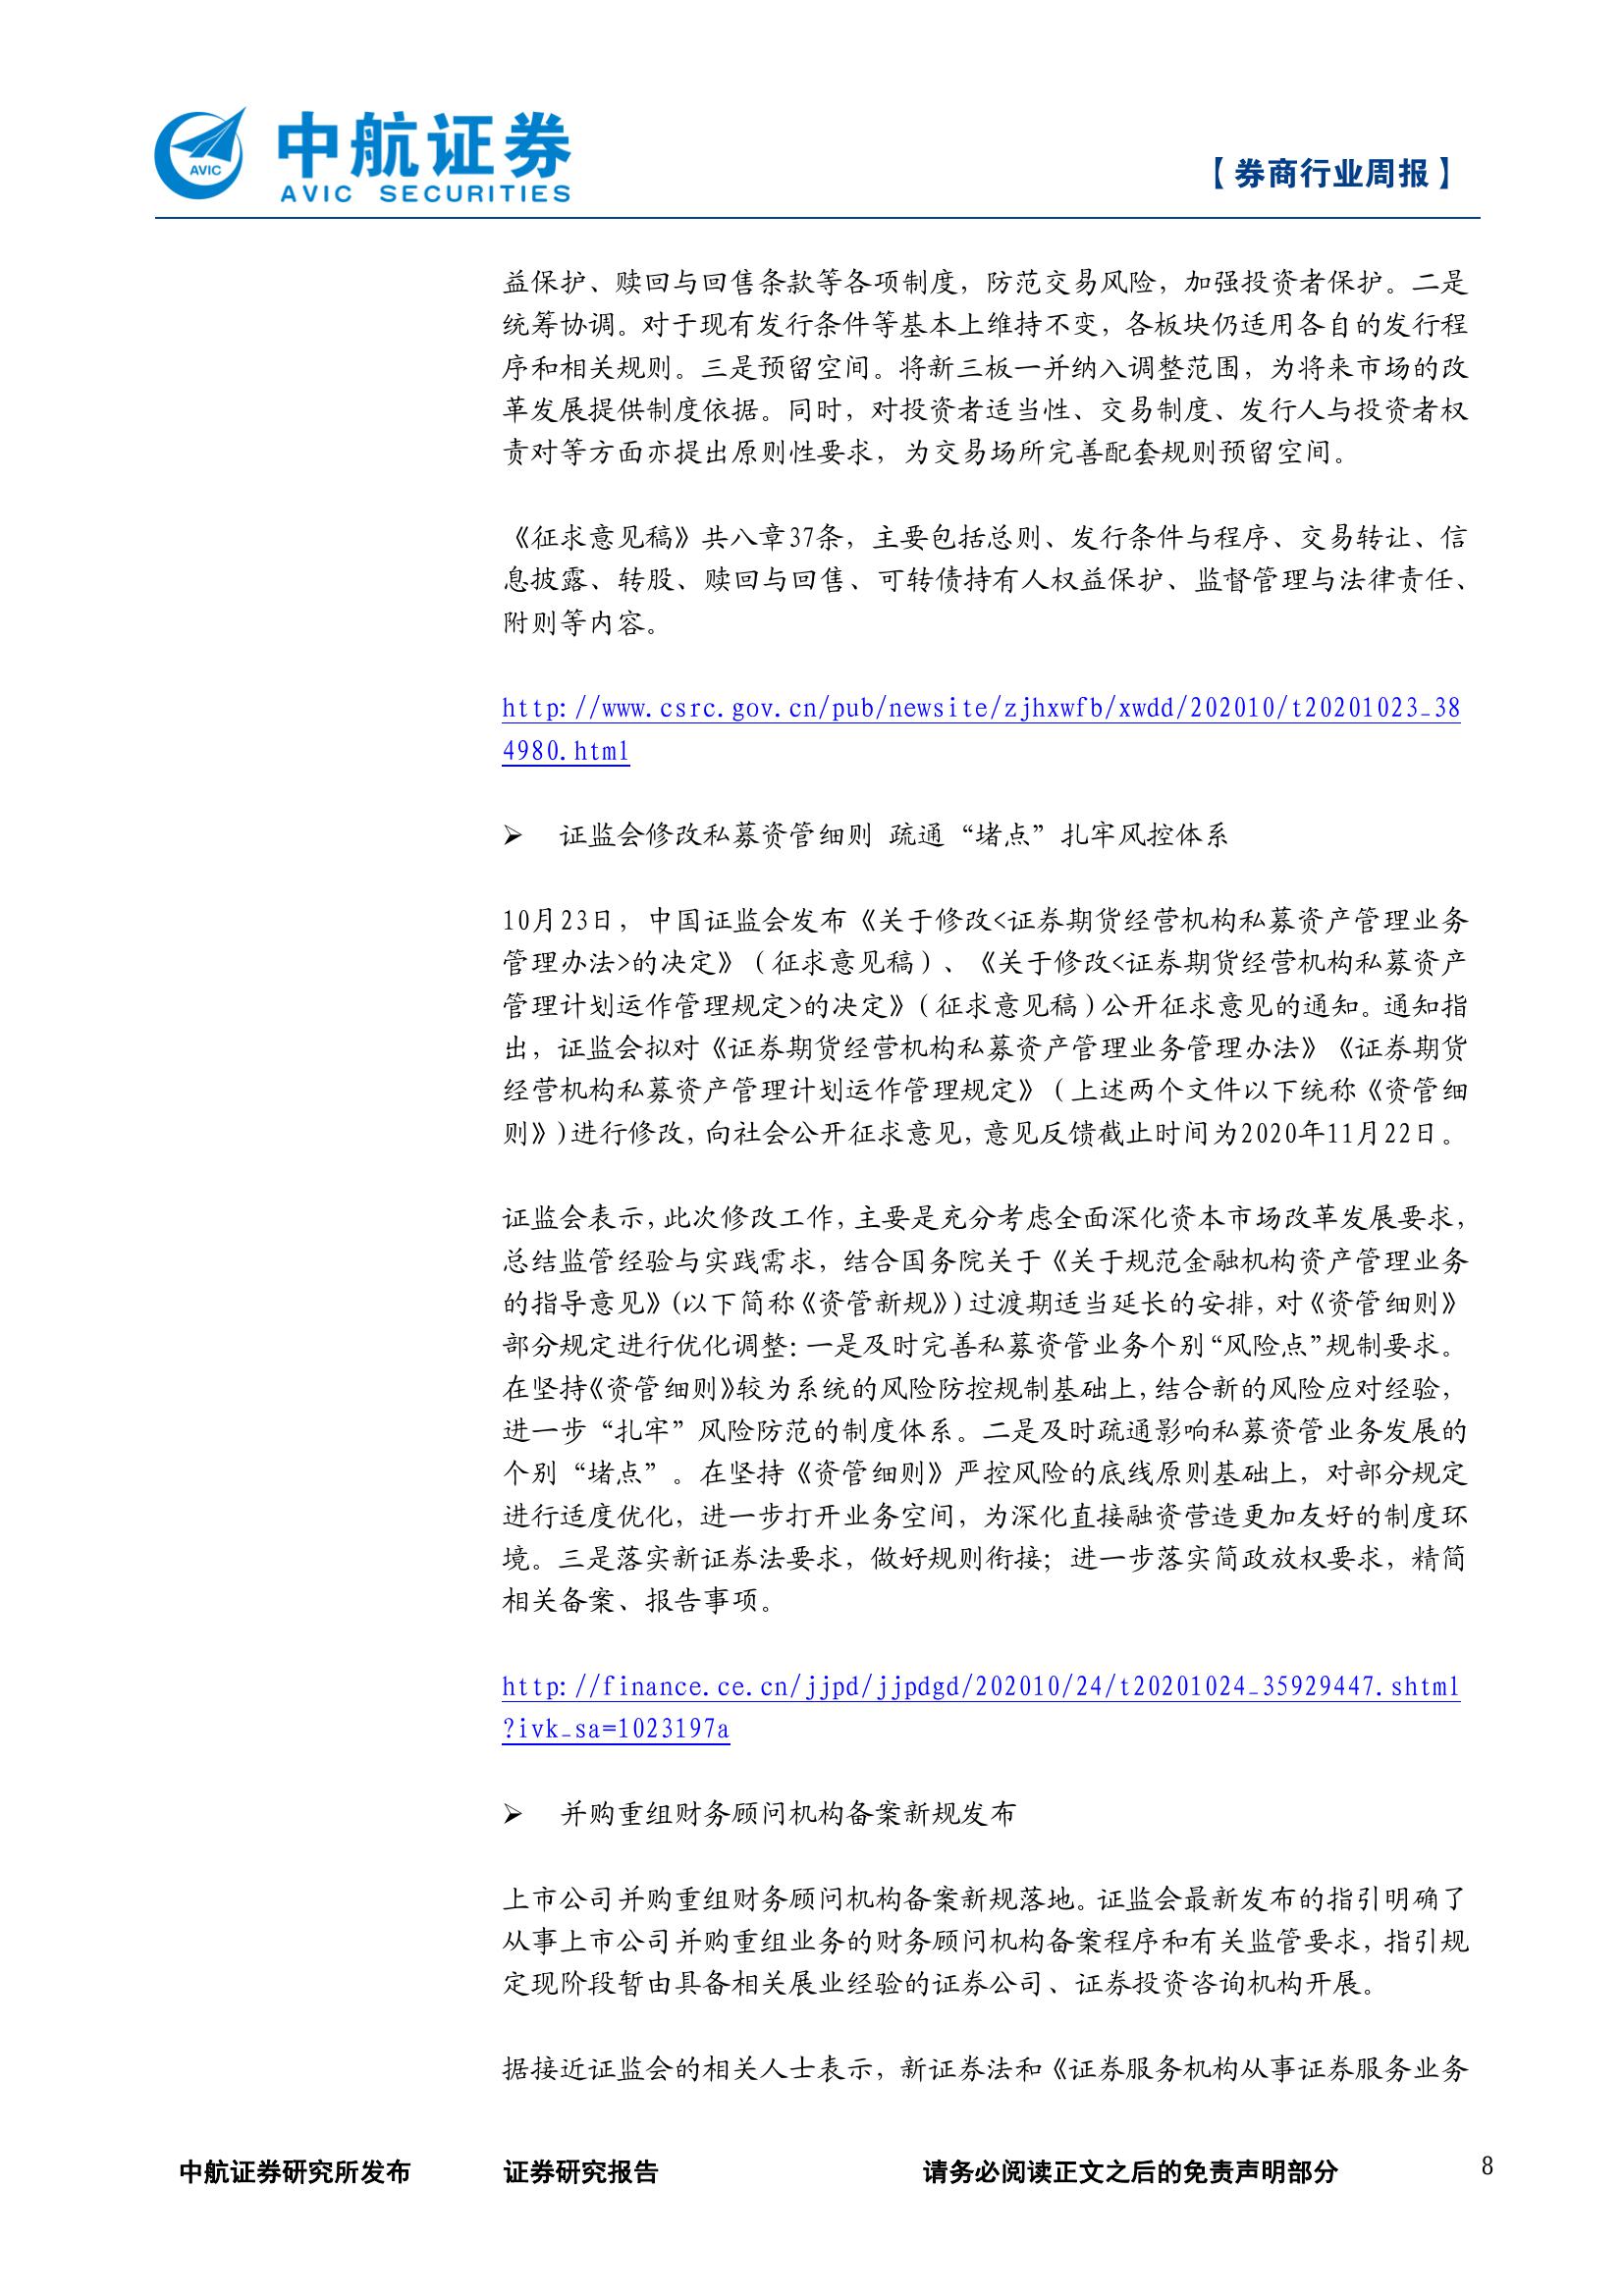 中航证券
AVIC SECURITIES
AVIC
【券商行业周报】
益保护、赎回与回售条款等各项制度，防范交易风险，加强投资者保护。二是
统筹协调。对于现有发行条件等基本上维持不变，各板块仍适用各自的发行程
序和相关规则。三是预留空间。将新三板一并纳入调整范围，为将来市场的改
革发展提供制度依据。同时，对投资者适当性、交易制度、发行人与投资者权
责对等方面亦提出原则性要求，为交易场所完善配套规则预留空间。
《征求意见稿》共八章37条，主要包括总则、发行条件与程序、交易转让、信
息披露、转股、赎回与回售、可转债持有人权益保护、监督管理与法律责任、
附则等内容。
http://www.csrc.gov.cn/pub/newsite/zjhxwfb/xwdd/202010/t20201023_38
4980.html
➢ 证监会修改私募资管细则 疏通“堵点”扎牢风控体系
10月23日，中国证监会发布《关于修改<证券期货经营机构私募资产管理业务
管理办法>的决定》（征求意见稿）、《关于修改<证券期货经营机构私募资产
管理计划运作管理规定>的决定》（征求意见稿）公开征求意见的通知。通知指
出，证监会拟对《证券期货经营机构私募资产管理业务管理办法》《证券期货
经营机构私募资产管理计划运作管理规定》（上述两个文件以下统称《资管细
则》)进行修改，向社会公开征求意见，意见反馈截止时间为2020年11月22日。
证监会表示，此次修改工作，主要是充分考虑全面深化资本市场改革发展要求，
总结监管经验与实践需求，结合国务院关于《关于规范金融机构资产管理业务
的指导意见》(以下简称《资管新规》)过渡期适当延长的安排，对《资管细则》
部分规定进行优化调整：一是及时完善私募资管业务个别“风险点”规制要求。
在坚持《资管细则》较为系统的风险防控规制基础上，结合新的风险应对经验，
进一步“扎牢”风险防范的制度体系。二是及时疏通影响私募资管业务发展的
个别“堵点”。在坚持《资管细则》严控风险的底线原则基础上，对部分规定
进行适度优化，进一步打开业务空间，为深化直接融资营造更加友好的制度环
境。三是落实新证券法要求，做好规则衔接；进一步落实简政放权要求，精简
相关备案、报告事项。
http://finance.ce.cn/jjpd/jjpdgd/202010/24/t20201024_35929447.shtml
?ivk_sa=1023197a
➢ 并购重组财务顾问机构备案新规发布
上市公司并购重组财务顾问机构备案新规落地。证监会最新发布的指引明确了
从事上市公司并购重组业务的财务顾问机构备案程序和有关监管要求，指引规
定现阶段暂由具备相关展业经验的证券公司、证券投资咨询机构开展。
据接近证监会的相关人士表示，新证券法和《证券服务机构从事证券服务业务
中航证券研究所发布 证券研究报告 请务必阅读正文之后的免责声明部分 8